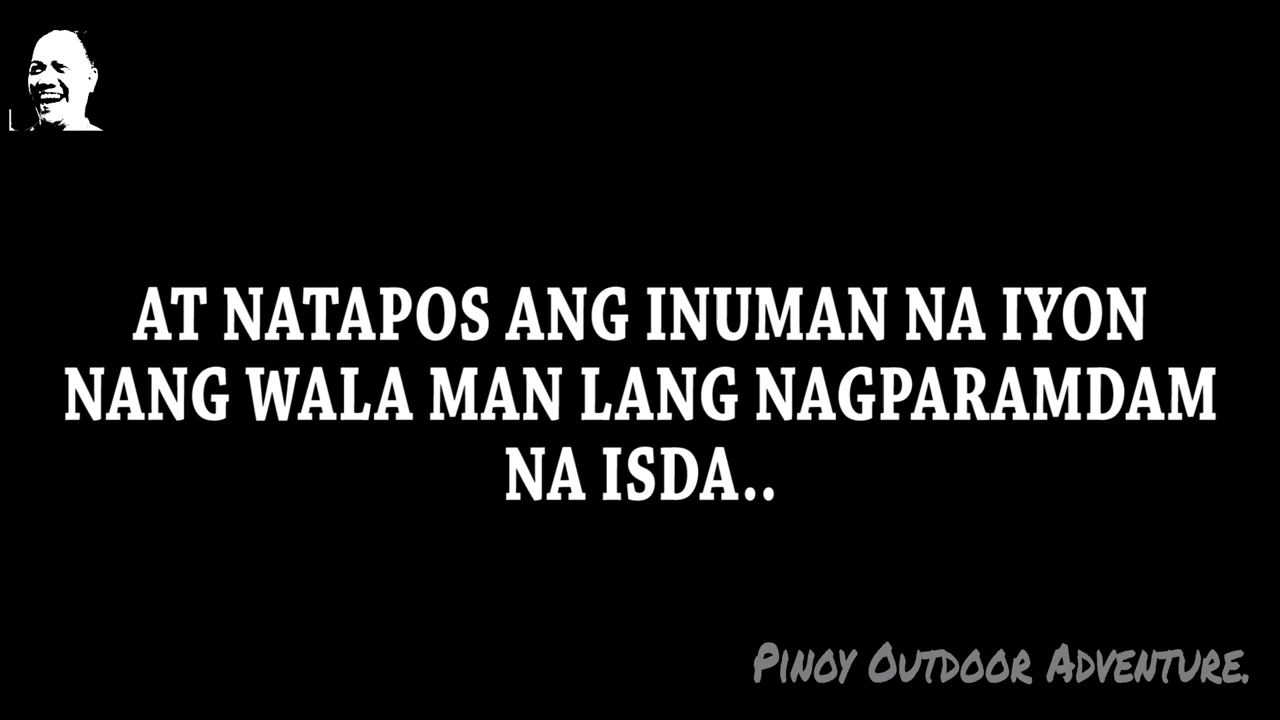 AT NATAPOS ANG INUMAN NA IYON
NANG WALA MAN LANG NAGPARAMDAM
NA ISDA..
PINOY OUTDOOR ADVENTURE.